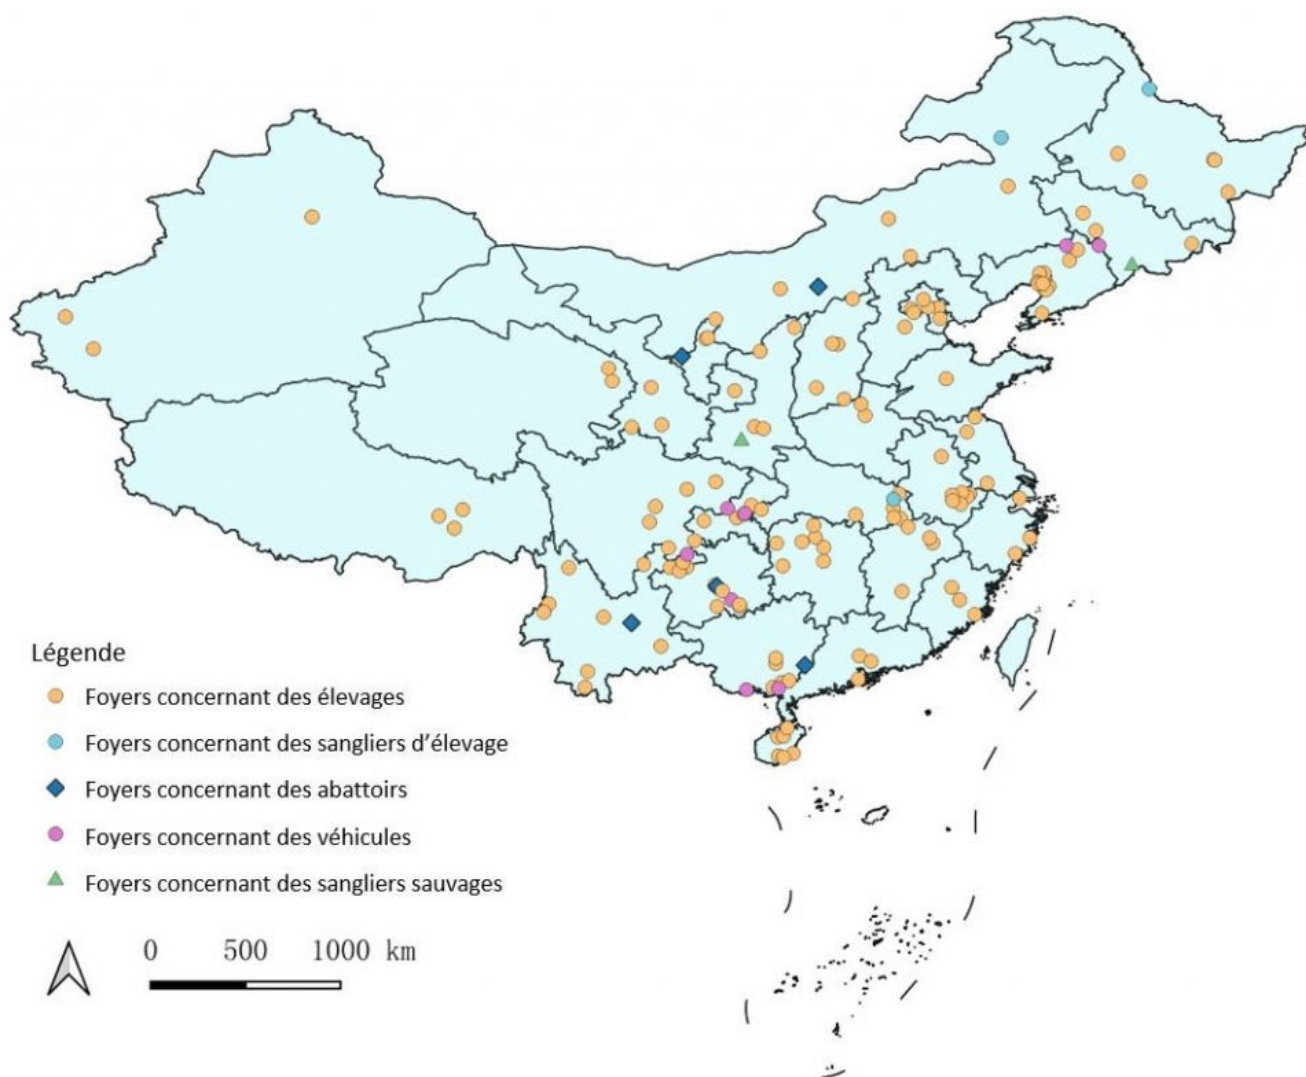 Légende
Foyers concernant des élevages
Foyers concernant des sangliers d'élevage
Foyers concernant des abattoirs
Foyers concernant des véhicules
Foyers concernant des sangliers sauvages
0 500 1000 km